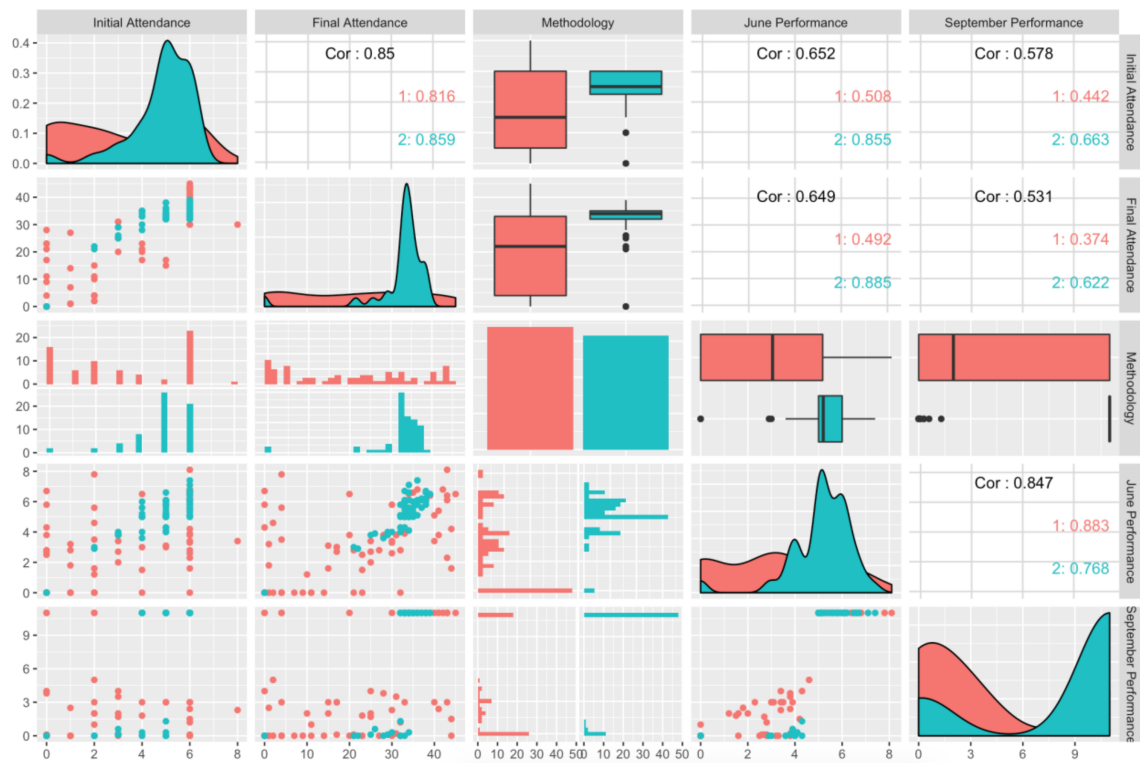 Initial Attendance Final Attendance Methodology June Performance September Performance
0.4
0.3
0.2
0.1
0.0
Cor : 0.85
1: 0.816
2: 0.859
Cor : 0.652
1: 0.508
2: 0.855
Cor : 0.578
1: 0.442
2: 0.663
Initial Attendance
40
30
20
10
0
Cor : 0.649
1: 0.492
2: 0.885
Cor : 0.531
1: 0.374
2: 0.622
Final Attendance
20
10
0
20
10
0
Methodology
8
6
4
2
0
Cor : 0.847
1: 0.883
2: 0.768
June Performance
9
6
3
0
September Performance
0 2 4 6 8 0 10 20 30 40 0 10 20 30 40 50 0 10 20 30 40 50 0 2 4 6 8 0 3 6 9